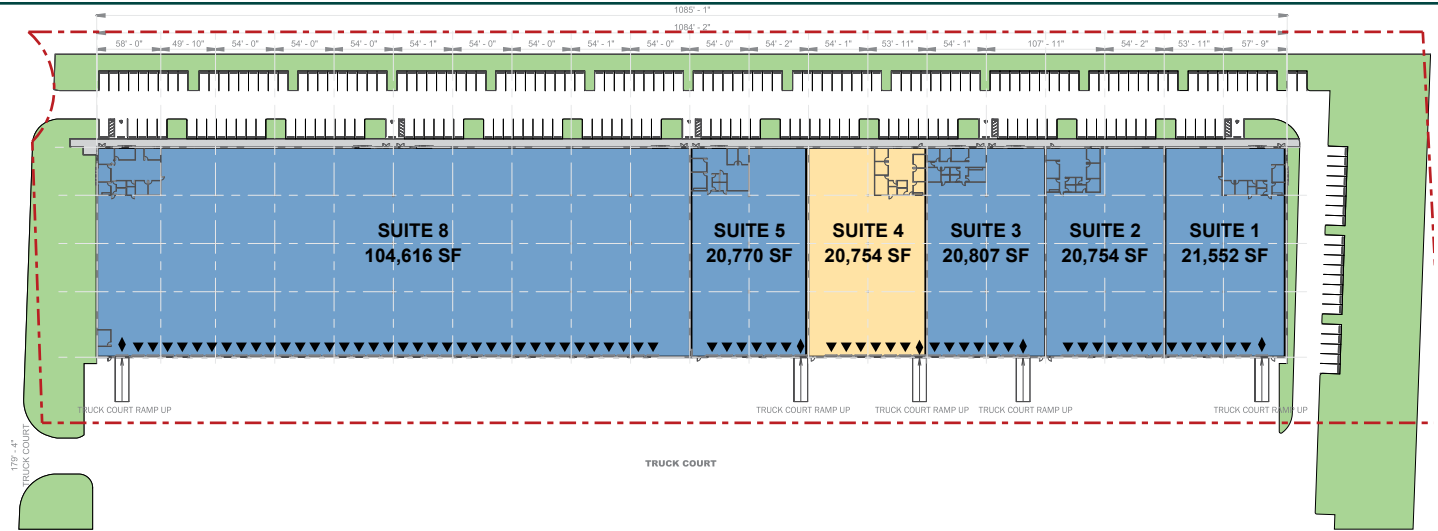 1085' - 1"
1084' - 2"
58' - 0" 49' - 10" 54' - 0" 54' - 0" 54' - 0" 54' - 1" 54' - 0" 54' - 0" 54' - 1" 54' - 0" 54' - 0" 54' - 2" 54' - 1" 53' - 11" 54' - 1" 107' - 11" 54' - 2" 53' - 11" 57' - 9"
SUITE 8
104,616 SF
SUITE 5
20,770 SF
SUITE 4
20,754 SF
SUITE 3
20,807 SF
SUITE 2
20,754 SF
SUITE 1
21,552 SF
TRUCK COURT RAMP UP
TRUCK COURT RAMP UP
TRUCK COURT RAMP UP
TRUCK COURT RAMP UP
TRUCK COURT RAMP UP
179' - 4"
TRUCK COURT
TRUCK COURT